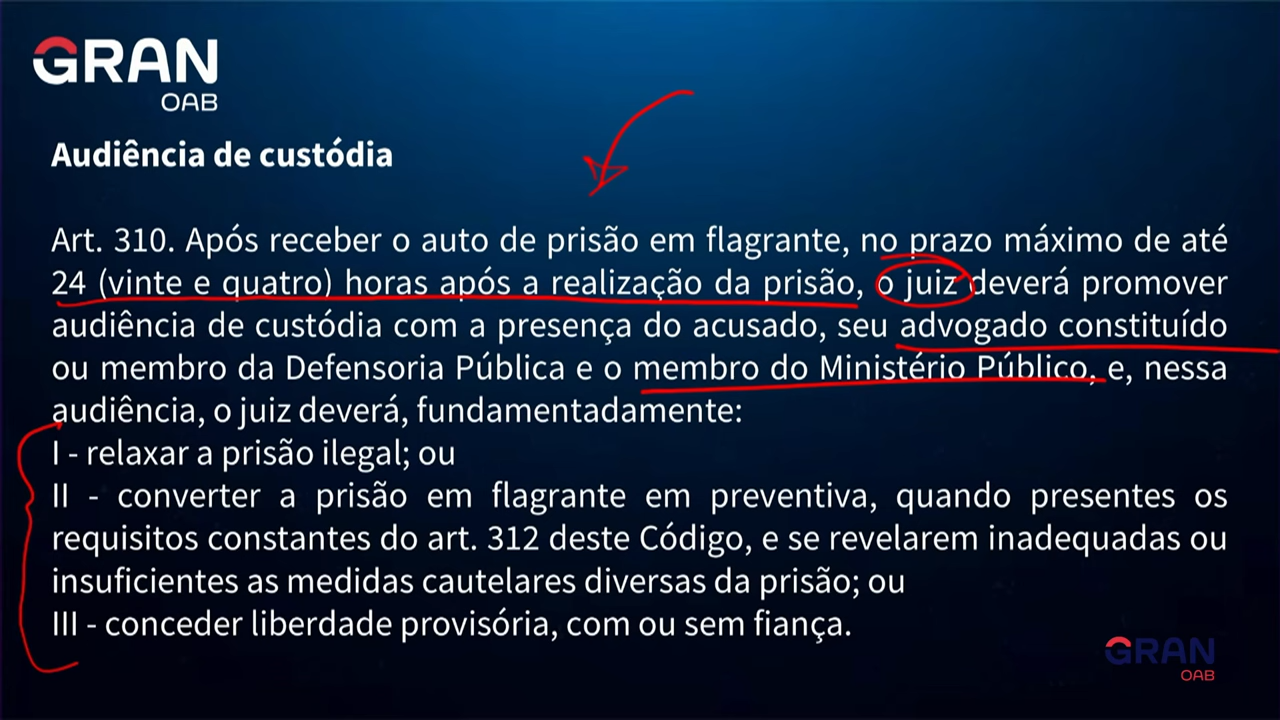 GRAN
OAB
Audiência de custódia
Art. 310. Após receber o auto de prisão em flagrante, no prazo máximo de até
24 (vinte e quatro) horas após a realização da prisão, o juiz deverá promover
audiência de custódia com a presença do acusado, seu advogado constituído
ou membro da Defensoria Pública e o membro do Ministério Público, e, nessa
audiência, o juiz deverá, fundamentadamente:
I - relaxar a prisão ilegal; ou
II - converter a prisão em flagrante em preventiva, quando presentes os
requisitos constantes do art. 312 deste Código, e se revelarem inadequadas ou
insuficientes as medidas cautelares diversas da prisão; ou
III - conceder liberdade provisória, com ou sem fiança.
GRAN
OAB